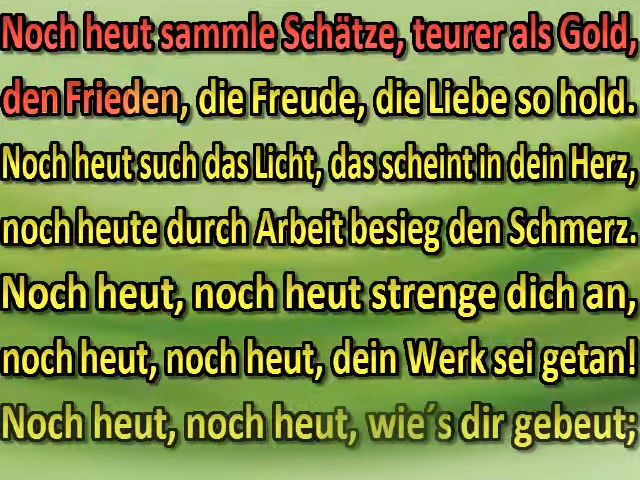 Noch heut sammle Schätze, teurer als Gold,
den Frieden, die Freude, die Liebe so hold.
Noch heut such das Licht, das scheint in dein Herz,
noch heute durch Arbeit besieg den Schmerz.
Noch heut, noch heut strenge dich an,
noch heut, noch heut, dein Werk sei getan!
Noch heut, noch heut, wie´s dir gebeut;